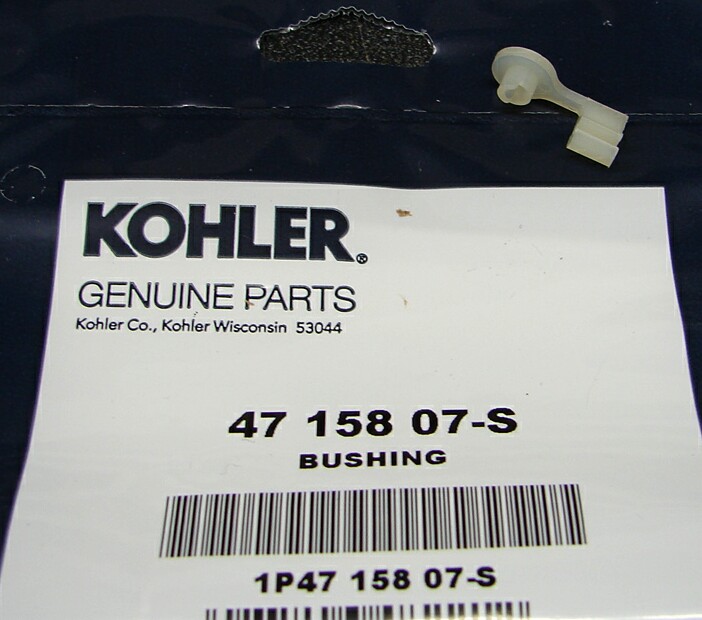 KOHLER®
GENUINE PARTS
Kohler Co., Kohler Wisconsin 53044
47 158 07-S
BUSHING
1P47 158 07-S